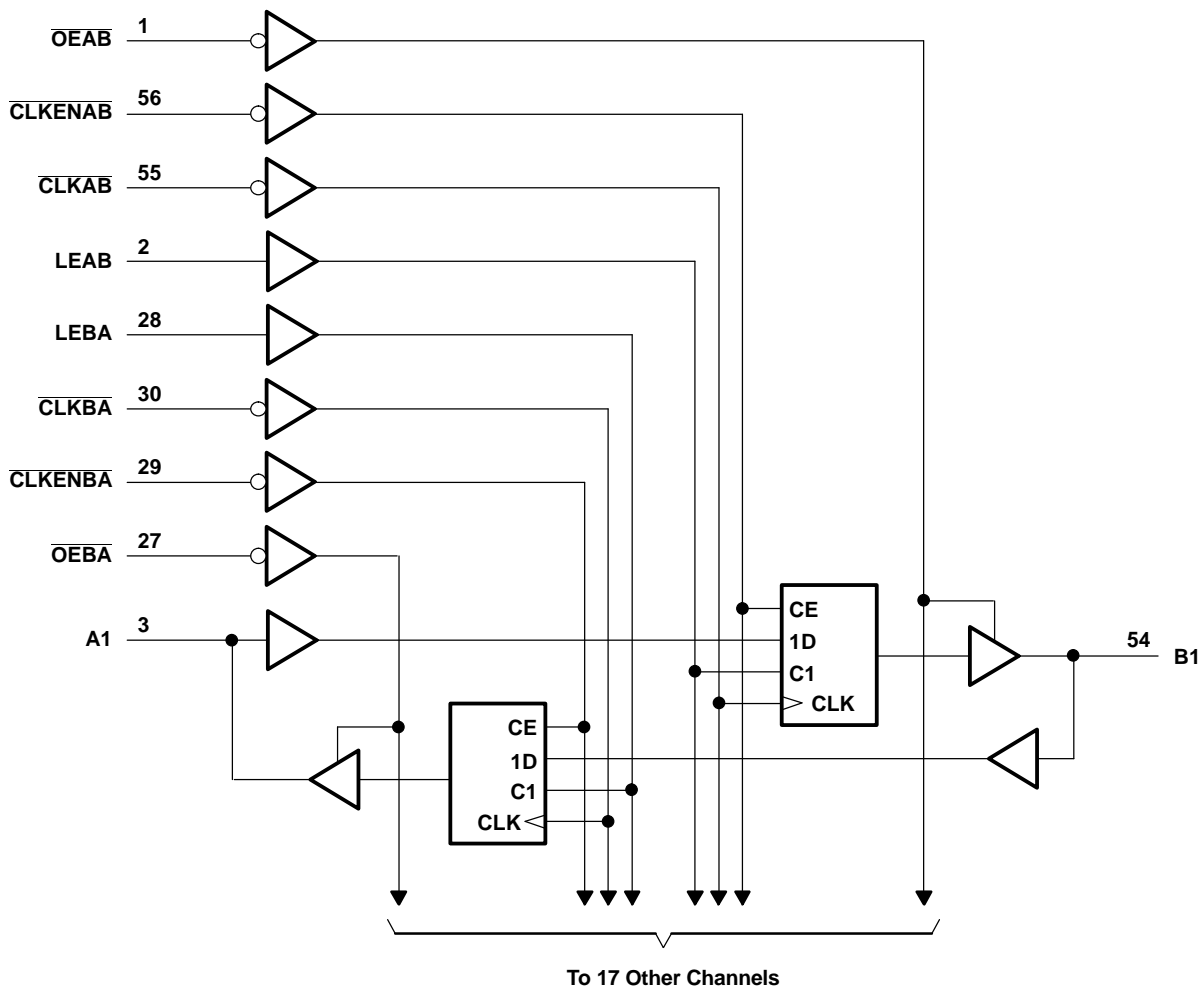 OEAB 1
CLKENAB 56
CLKAB 55
LEAB 2
LEBA 28
CLKBA 30
CLKENBA 29
OEBA 27
A1 3
CE
1D
C1
CLK
54 B1
CE
1D
C1
CLK
To 17 Other Channels